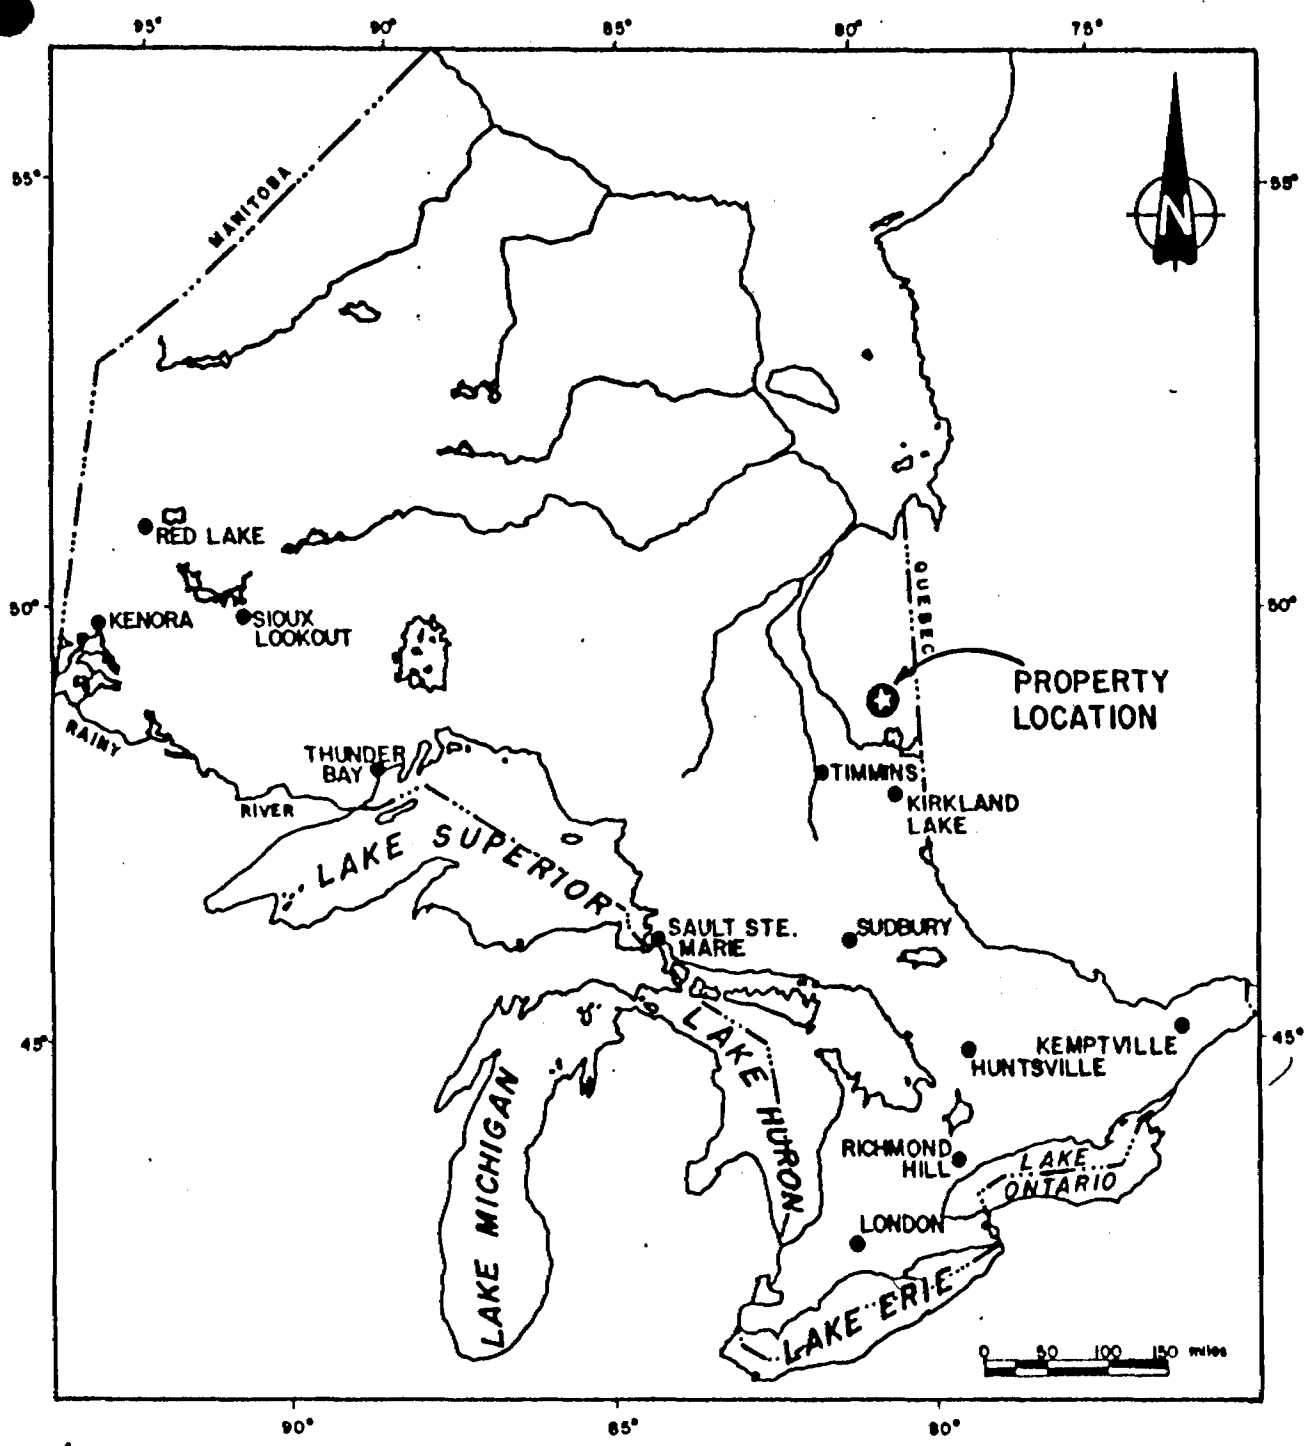 95° 90° 85° 80° 75°
MANITOBA
55° 55°
N
RED LAKE
QUEBEC
50° 50°
KENORA
SIOUX
LOOKOUT
PROPERTY
LOCATION
RAINY
RIVER
THUNDER
BAY
TIMMINS
KIRKLAND
LAKE
LAKE SUPERIOR
SAULT STE.
MARIE
SUDBURY
45° 45°
LAKE HURON
KEMPTVILLE
HUNTSVILLE
LAKE MICHIGAN
RICHMOND
HILL
LAKE
ONTARIO
LONDON
LAKE ERIE
0 50 100 150 miles
90° 85° 80°